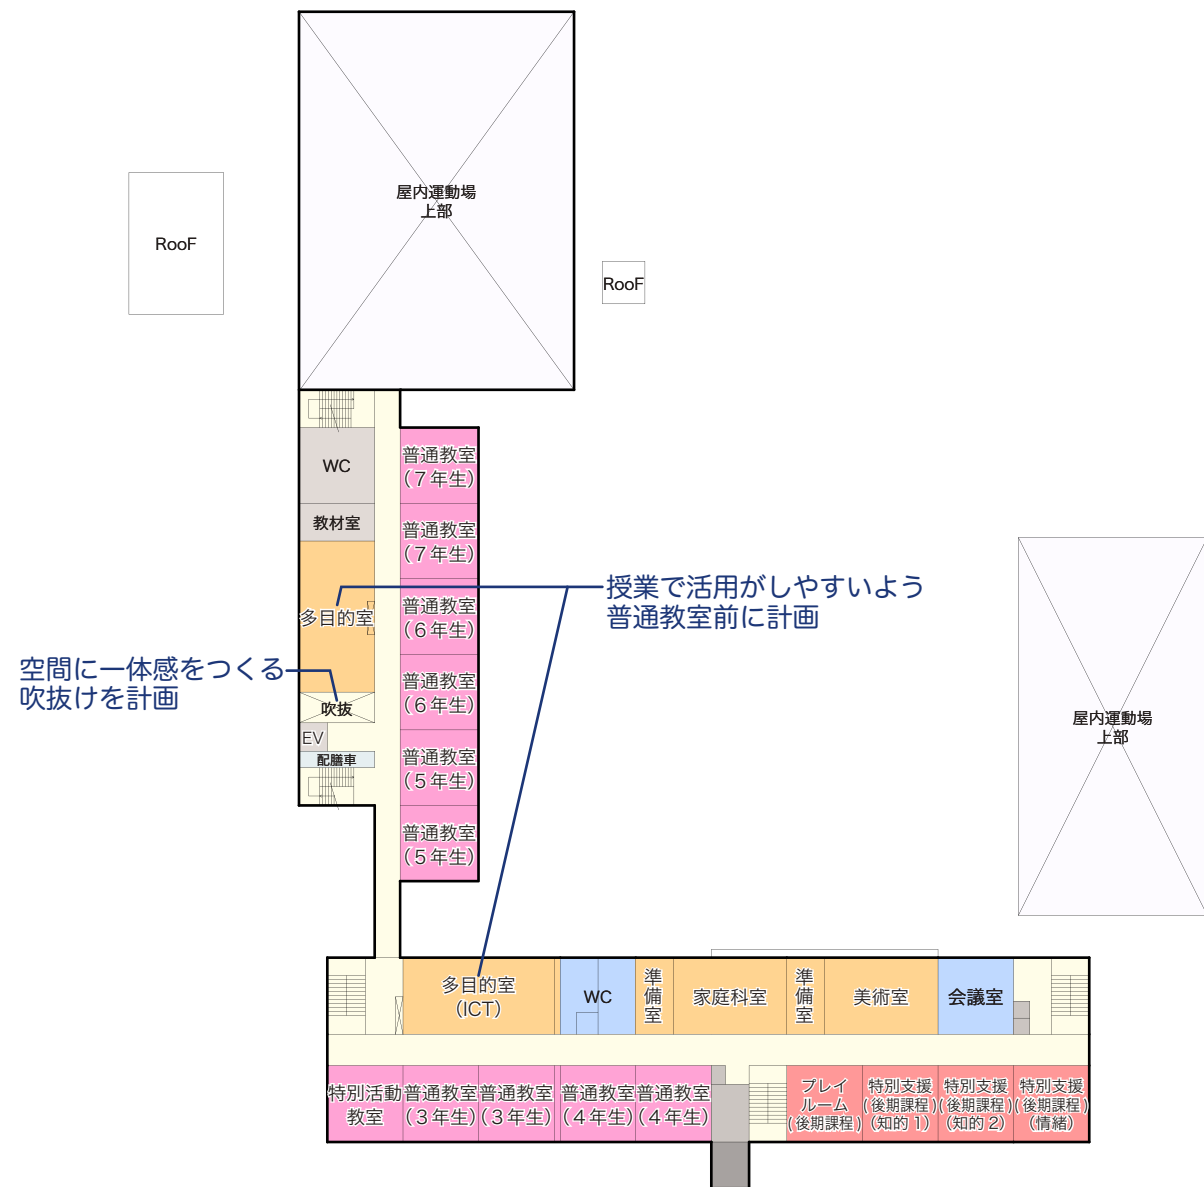 屋内運動場
上部
RooF
RooF
WC
普通教室
(７年生)
教材室
普通教室
(７年生)
多目的室
普通教室
(６年生)
授業で活用がしやすいよう
普通教室前に計画
空間に一体感をつくる
吹抜けを計画
普通教室
(６年生)
吹抜
EV
配膳車
普通教室
(５年生)
普通教室
(５年生)
屋内運動場
上部
多目的室
(ICT)
WC
準備室
家庭科室
準備室
美術室
会議室
特別活動
教室
普通教室
(３年生)
普通教室
(３年生)
普通教室
(４年生)
普通教室
(４年生)
プレイ
ルーム
(後期課程)
特別支援
(後期課程)
(知的１)
特別支援
(後期課程)
(知的２)
特別支援
(後期課程)
(情緒)